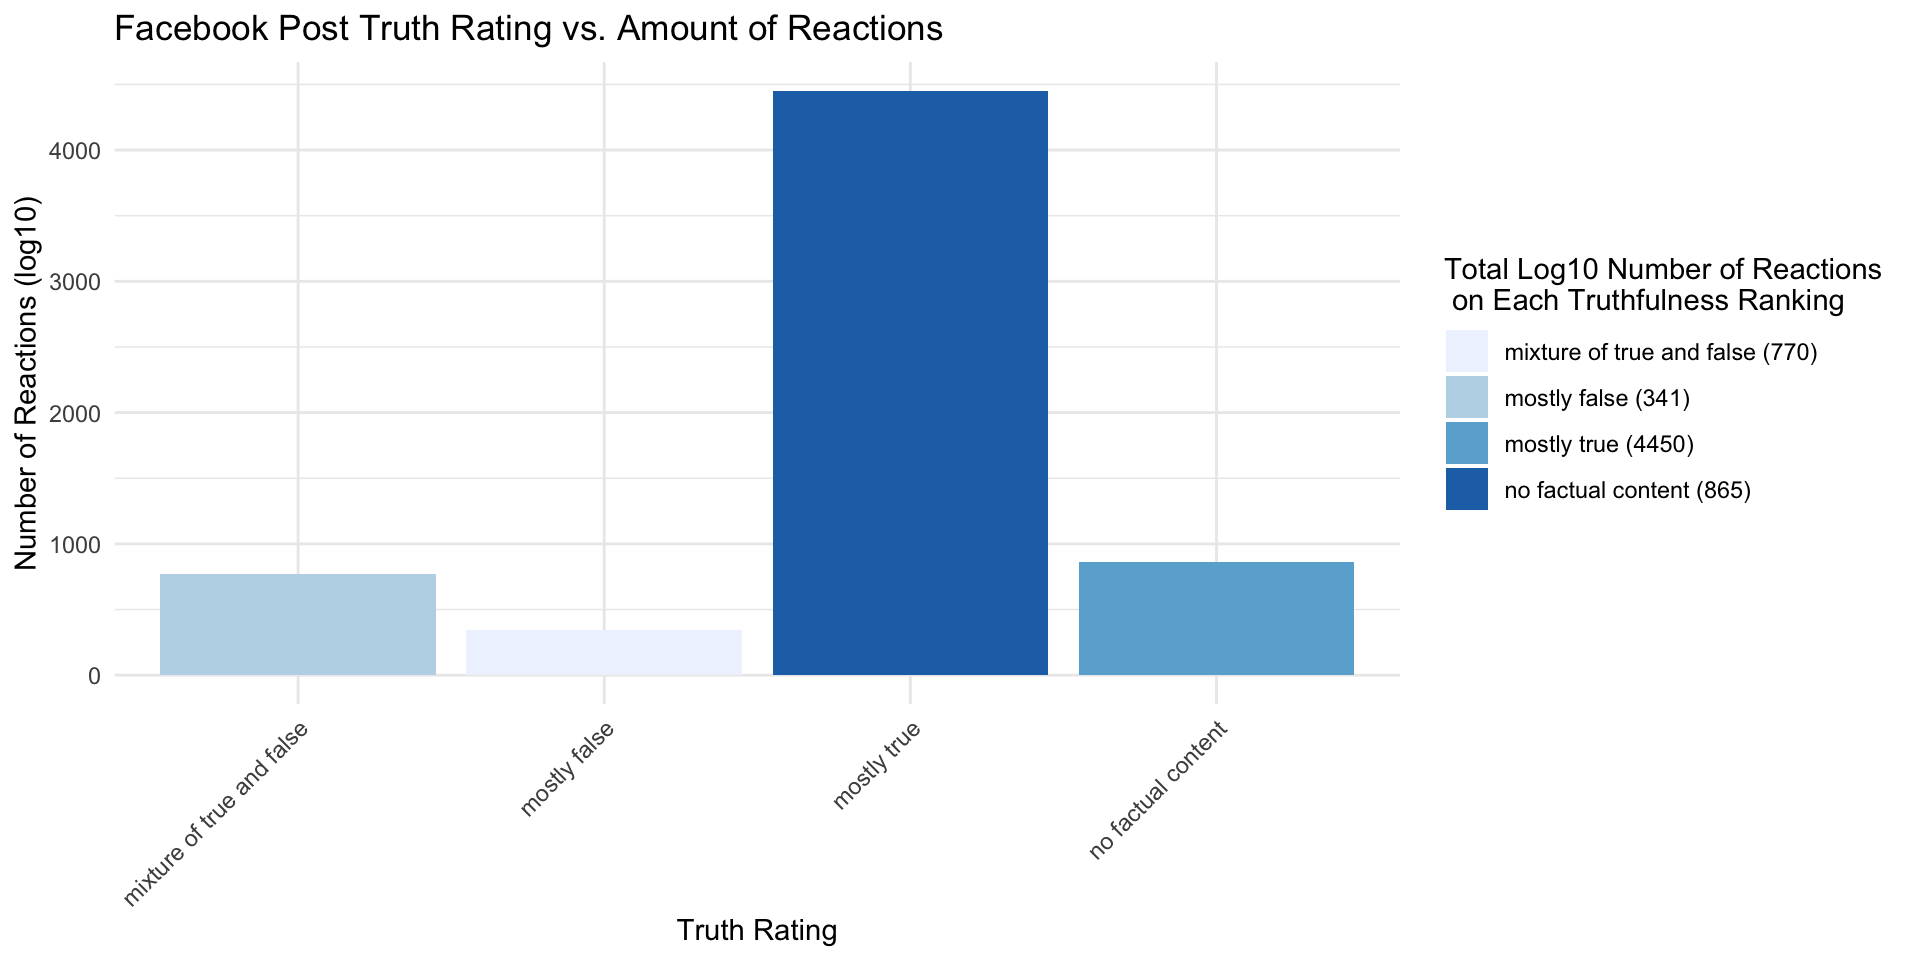 Facebook Post Truth Rating vs. Amount of Reactions
Number of Reactions (log10)
4000
3000
2000
1000
0
mixture of true and false
mostly false
mostly true
no factual content
Truth Rating
Total Log10 Number of Reactions
on Each Truthfulness Ranking
mixture of true and false (770)
mostly false (341)
mostly true (4450)
no factual content (865)